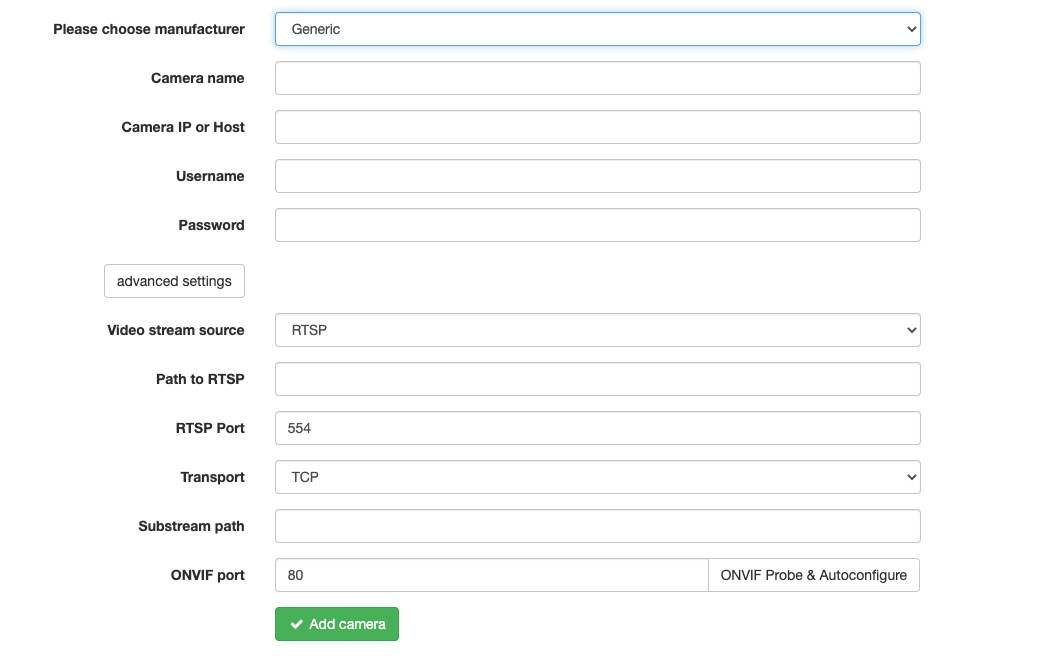 Please choose manufacturer Generic
Camera name
Camera IP or Host
Username
Password
advanced settings
Video stream source RTSP
Path to RTSP
RTSP Port 554
Transport TCP
Substream path
ONVIF port 80 ONVIF Probe & Autoconfigure
Add camera